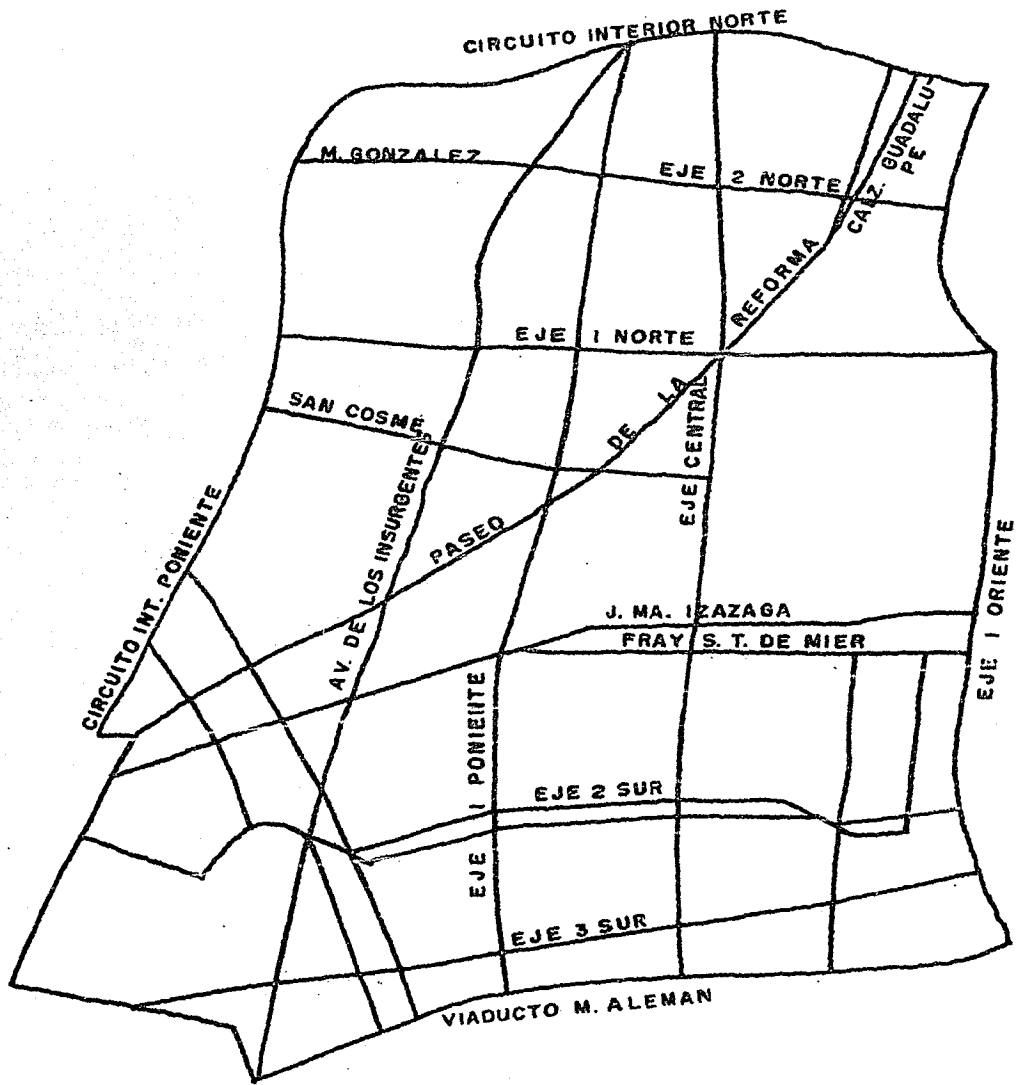 CIRCUITO INTERIOR NORTE
M. GONZALEZ
EJE 2 NORTE
CALZ. GUADALU-
PE
REFORMA
EJE 1 NORTE
LA
DE
PASEO
SAN COSME
EJE CENTRAL
AV. DE LOS INSURGENTES
CIRCUITO INT. PONIENTE
J. MA. IZAZAGA
FRAY S. T. DE MIER
EJE 1 ORIENTE
EJE 1 PONIENTE
EJE 2 SUR
EJE 3 SUR
VIADUCTO M. ALEMAN